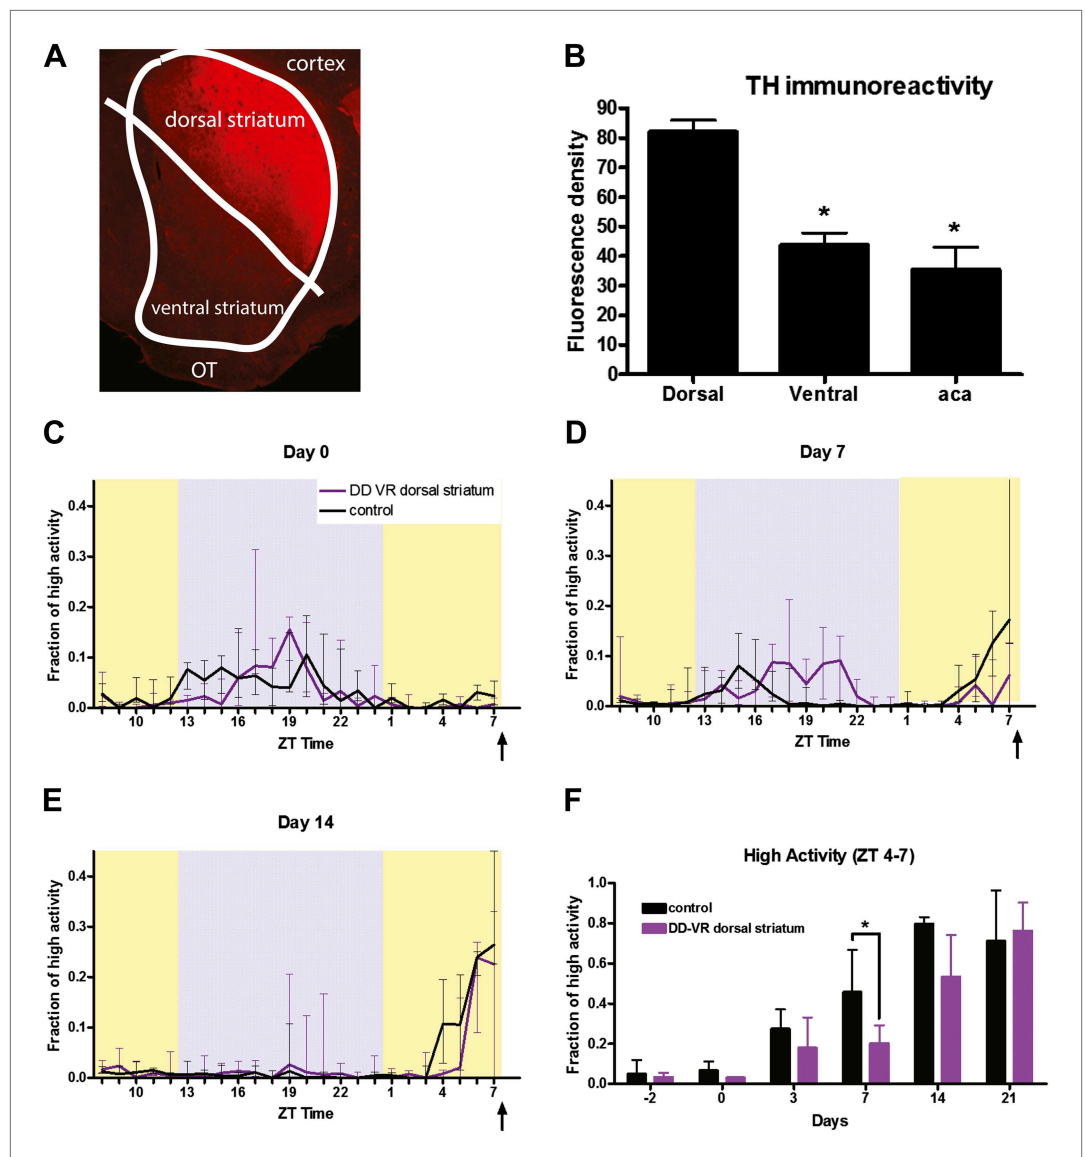 A
cortex
dorsal striatum
ventral striatum
OT
B
TH immunoreactivity
Fluorescence density
90
80
70
60
50
40
30
20
10
0
*
*
Dorsal Ventral aca
C
Day 0
DD VR dorsal striatum
control
Fraction of high activity
0.4
0.3
0.2
0.1
0.0
10 13 16 19 22 1 4 7
ZT Time
D
Day 7
Fraction of high activity
0.4
0.3
0.2
0.1
0.0
10 13 16 22 1 4 7
ZT Time
E
Day 14
Fraction of high activity
0.4
0.3
0.2
0.1
0.0
10 13 16 19 22 1 4 7
ZT Time
F
High Activity (ZT 4-7)
control
DD-VR dorsal striatum
Fraction of high activity
1.0
0.8
0.6
0.4
0.2
0.0
*
-2 0 3 7 14 21
Days